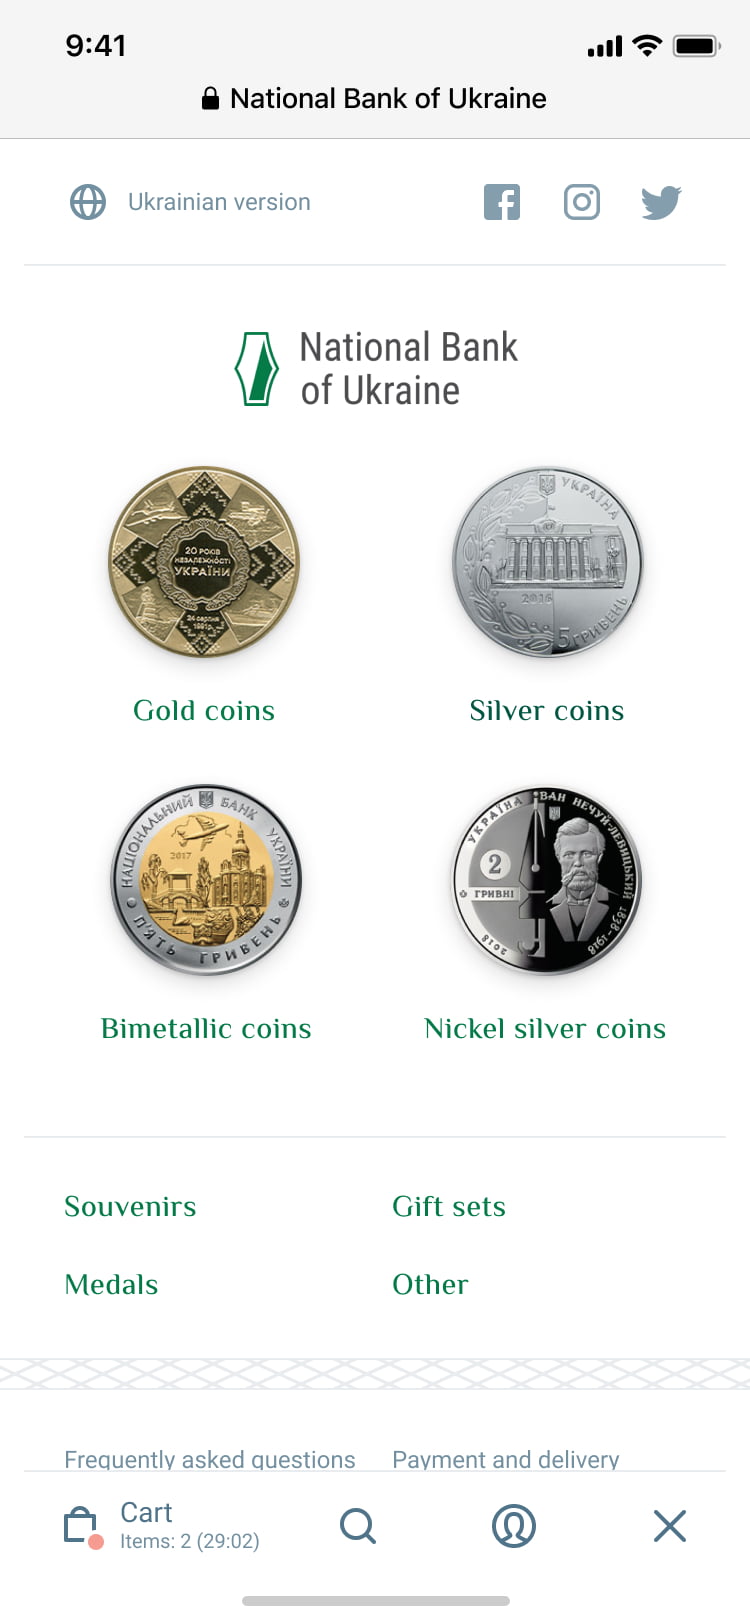 9:41
National Bank of Ukraine
Ukrainian version
National Bank
of Ukraine
20 РОКІВ
НЕЗАЛЕЖНОСТІ
УКРАЇНИ
24 серпня
1991р.
УКРАЇНА
2016
5 ГРИВЕНЬ
Gold coins
Silver coins
НАЦІОНАЛЬНИЙ БАНК УКРАЇНИ
2017
П'ЯТЬ ГРИВЕНЬ
УКРАЇНА
ІВАН НЕЧУЙ-ЛЕВИЦЬКИЙ 1838-1918
2
ГРИВНІ
2018
Bimetallic coins
Nickel silver coins
Souvenirs
Gift sets
Medals
Other
Frequently asked questions
Payment and delivery
Cart
Items: 2 (29:02)